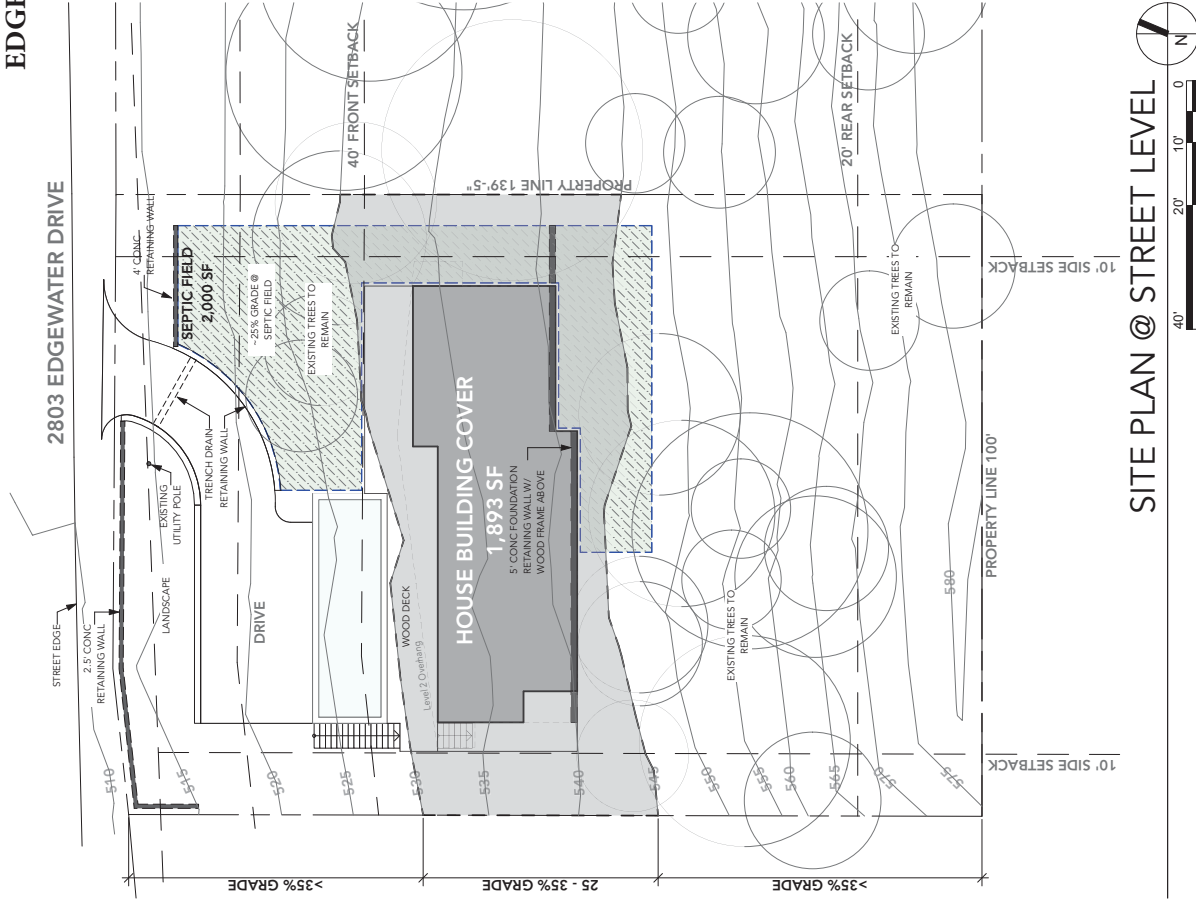 EDGE
2803 EDGEWATER DRIVE
STREET EDGE
2.5' CONC
RETAINING WALL
4' CONC
RETAINING WALL
EXISTING
UTILITY POLE
LANDSCAPE
TRENCH DRAIN
RETAINING WALL
DRIVE
SEPTIC FIELD
2,000 SF
~25% GRADE @
SEPTIC FIELD
EXISTING TREES TO
REMAIN
40' FRONT SETBACK
PROPERTY LINE 139'-5"
WOOD DECK
Level 2 Overhang
HOUSE BUILDING COVER
1,893 SF
5' CONC FOUNDATION
RETAINING WALL W/
WOOD FRAME ABOVE
EXISTING TREES TO
REMAIN
EXISTING TREES TO
REMAIN
20' REAR SETBACK
10' SIDE SETBACK
10' SIDE SETBACK
PROPERTY LINE 100'
510
515
520
525
530
535
540
545
550
555
560
565
570
575
580
>35% GRADE
25 - 35% GRADE
>35% GRADE
SITE PLAN @ STREET LEVEL
N
0
10'
20'
40'